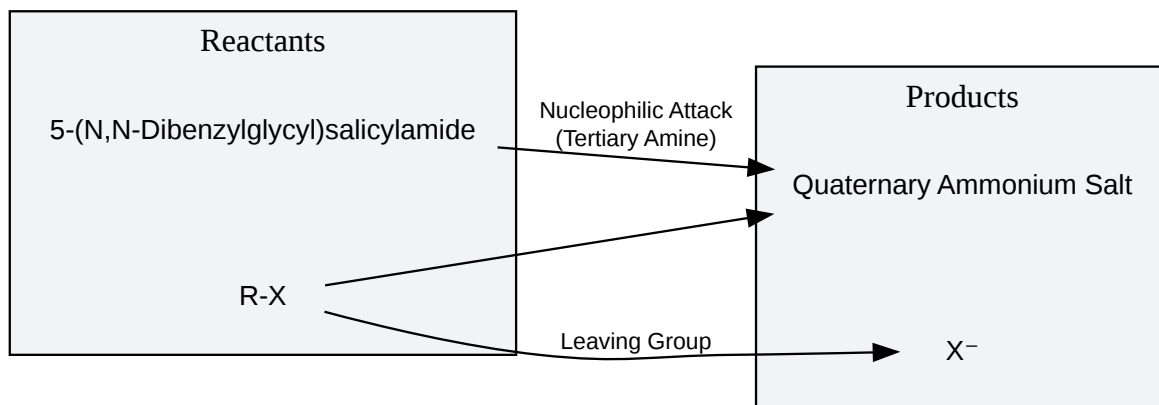 Reactants
5-(N,N-Dibenzylglycyl)salicylamide
R-X
Nucleophilic Attack
(Tertiary Amine)
Leaving Group
Products
Quaternary Ammonium Salt
X⁻